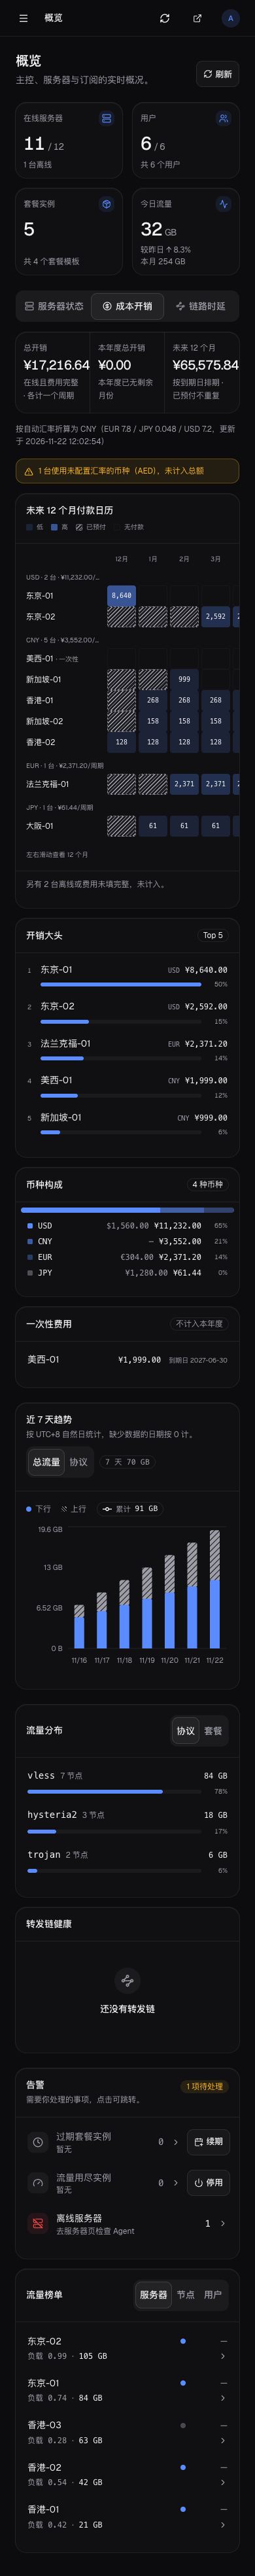 概览
A
概览
主控、服务器与订阅的实时概况。
刷新
在线服务器
11 / 12
1 台离线
用户
6 / 6
共 6 个用户
套餐实例
5
共 4 个套餐模板
今日流量
32 GB
较昨日 ↑ 8.3%
本月 254 GB
服务器状态
成本开销
链路时延
总开销
¥17,216.64
在线且费用完整
· 各计一个周期
本年度总开销
¥0.00
本年度已无剩余
月份
未来 12 个月
¥65,575.84
按到期日排期 ·
已预付不重复
按自动汇率折算为 CNY（EUR 7.8 / JPY 0.048 / USD 7.2，更新
于 2026-11-22 12:02:54）
1 台使用未配置汇率的币种（AED），未计入总额
未来 12 个月付款日历
低
高
已预付
无付款
12月 1月 2月 3月
USD · 2 台 · ¥11,232.00/…
东京-01 8,640
东京-02 2,592 2
CNY · 5 台 · ¥3,552.00/…
美西-01 · 一次性
新加坡-01 999
香港-01 268 268 268
新加坡-02 158 158 158
香港-02 128 128 128 128
EUR · 1 台 · ¥2,371.20/周期
法兰克福-01 2,371 2,371
JPY · 1 台 · ¥61.44/周期
大阪-01 61 61 61
左右滑动查看 12 个月
另有 2 台离线或费用未填完整，未计入。
开销大头
Top 5
1 东京-01 USD ¥8,640.00
50%
2 东京-02 USD ¥2,592.00
15%
3 法兰克福-01 EUR ¥2,371.20
14%
4 美西-01 CNY ¥1,999.00
12%
5 新加坡-01 CNY ¥999.00
6%
币种构成
4 种币种
USD $1,560.00 ¥11,232.00 65%
CNY — ¥3,552.00 21%
EUR €304.00 ¥2,371.20 14%
JPY ¥1,280.00 ¥61.44 0%
一次性费用
不计入本年度
美西-01 ¥1,999.00 到期日 2027-06-30
近 7 天趋势
按 UTC+8 自然日统计，缺少数据的日期按 0 计。
总流量
协议
7 天 70 GB
下行
上行
累计 91 GB
19.6 GB
13 GB
6.52 GB
0 B
11/16 11/17 11/18 11/19 11/20 11/21 11/22
流量分布
协议
套餐
vless 7 节点 84 GB
78%
hysteria2 3 节点 18 GB
17%
trojan 2 节点 6 GB
6%
转发链健康
还没有转发链
告警
需要你处理的事项，点击可跳转。
1 项待处理
过期套餐实例
暂无
0
续期
流量用尽实例
暂无
0
停用
离线服务器
去服务器页检查 Agent
1
流量榜单
服务器
节点
用户
东京-02 —
负载 0.99 · 105 GB
东京-01 —
负载 0.74 · 84 GB
香港-03 —
负载 0.28 · 63 GB
香港-02 —
负载 0.54 · 42 GB
香港-01 —
负载 0.42 · 21 GB